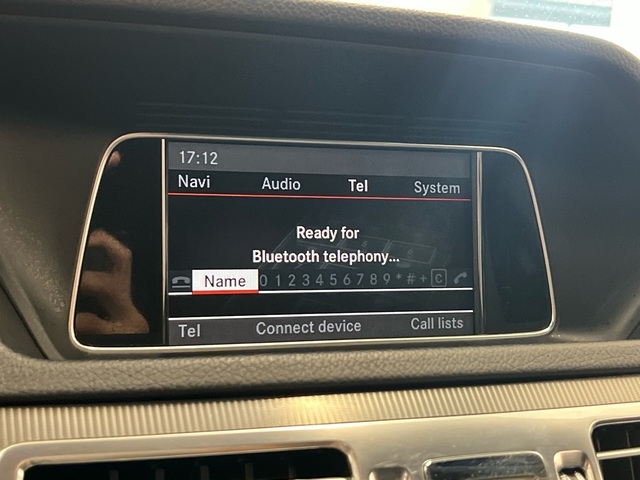 17:12
Navi Audio Tel System
Ready for
Bluetooth telephony...
Name 0 1 2 3 4 5 6 7 8 9 * # + C
Tel Connect device Call lists